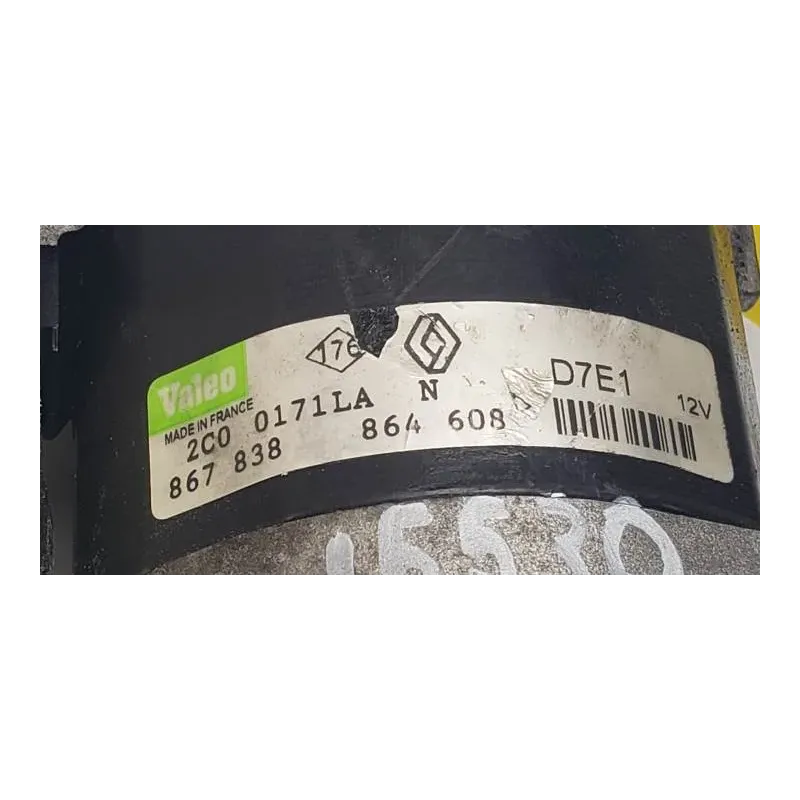 176
Valeo
MADE IN FRANCE
2C0 0171LA N
867 838 864 608
D7E1
12V
15530